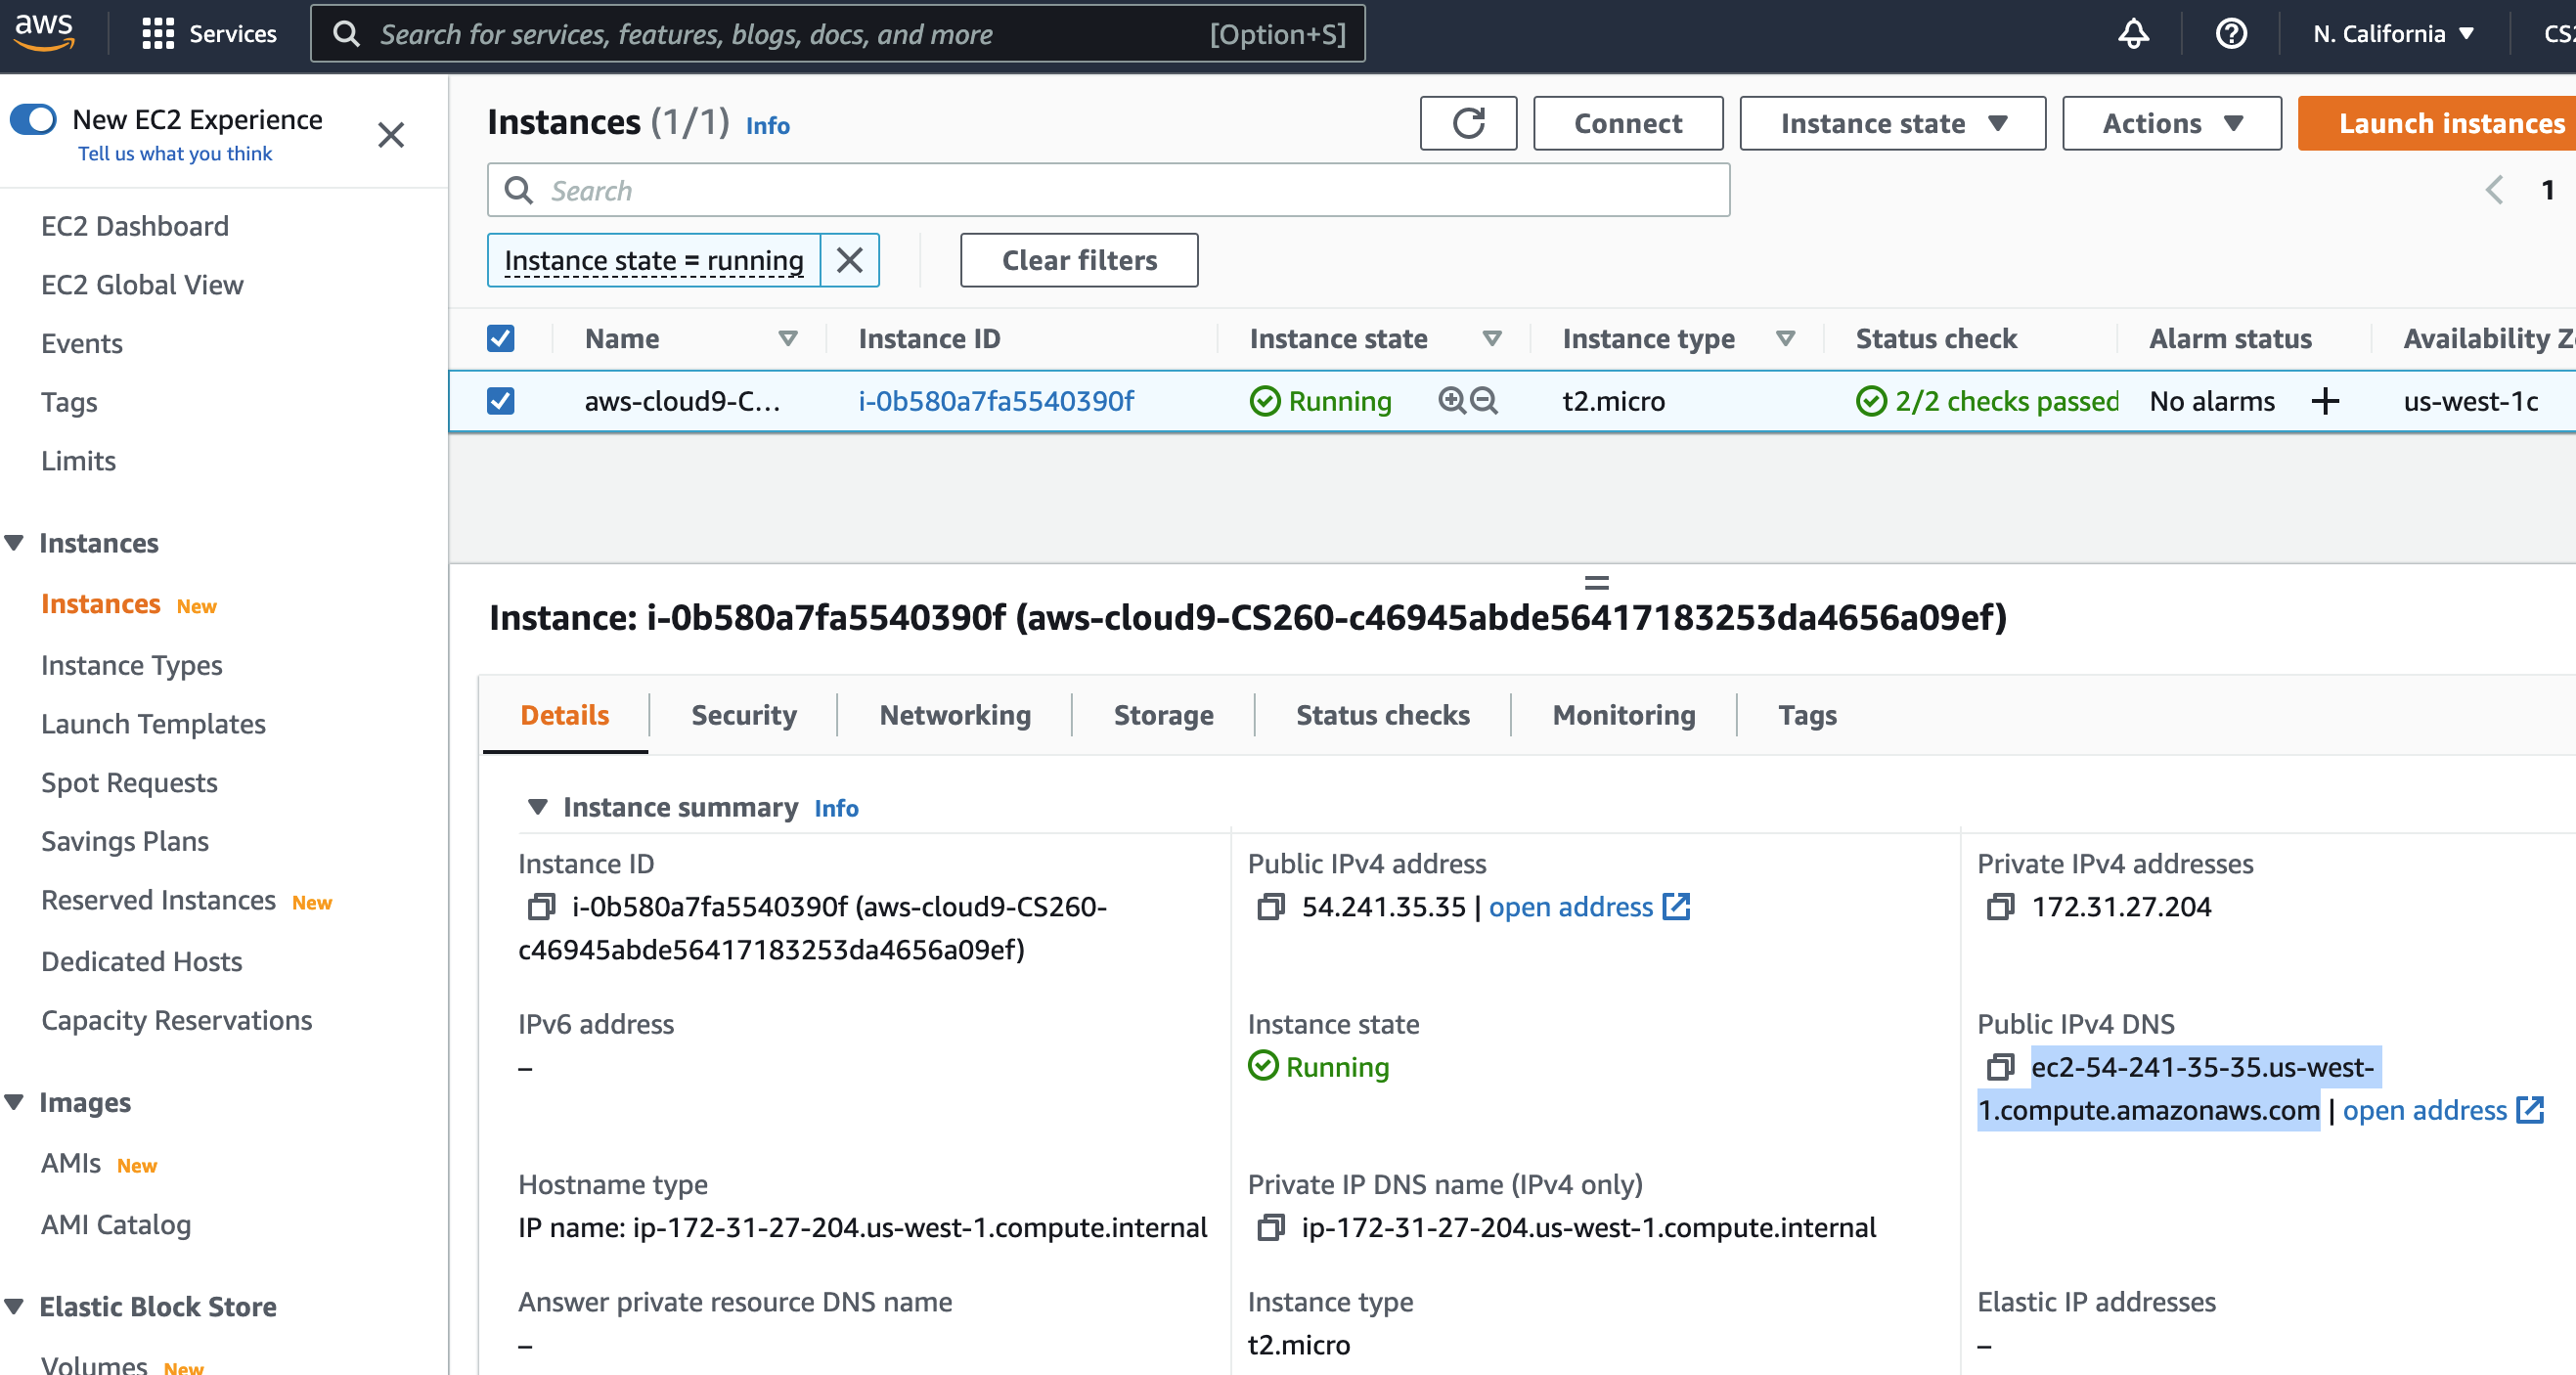 aws
Services
Search for services, features, blogs, docs, and more
[Option+S]
N. California
New EC2 Experience
Tell us what you think
EC2 Dashboard
EC2 Global View
Events
Tags
Limits
Instances
Instances New
Instance Types
Launch Templates
Spot Requests
Savings Plans
Reserved Instances New
Dedicated Hosts
Capacity Reservations
Images
AMIs New
AMI Catalog
Elastic Block Store
Volumes New
Instances (1/1) Info
Connect
Instance state
Actions
Launch instances
Search
1
Instance state = running
Clear filters
Name Instance ID Instance state Instance type Status check Alarm status Availability
aws-cloud9-C... i-0b580a7fa5540390f Running t2.micro 2/2 checks passed No alarms + us-west-1c
Instance: i-0b580a7fa5540390f (aws-cloud9-CS260-c46945abde56417183253da4656a09ef)
Details Security Networking Storage Status checks Monitoring Tags
Instance summary Info
Instance ID
i-0b580a7fa5540390f (aws-cloud9-CS260-
c46945abde56417183253da4656a09ef)
Public IPv4 address
54.241.35.35 | open address
Private IPv4 addresses
172.31.27.204
IPv6 address
–
Instance state
Running
Public IPv4 DNS
ec2-54-241-35-35.us-west-
1.compute.amazonaws.com | open address
Hostname type
IP name: ip-172-31-27-204.us-west-1.compute.internal
Private IP DNS name (IPv4 only)
ip-172-31-27-204.us-west-1.compute.internal
Answer private resource DNS name
–
Instance type
t2.micro
Elastic IP addresses
–